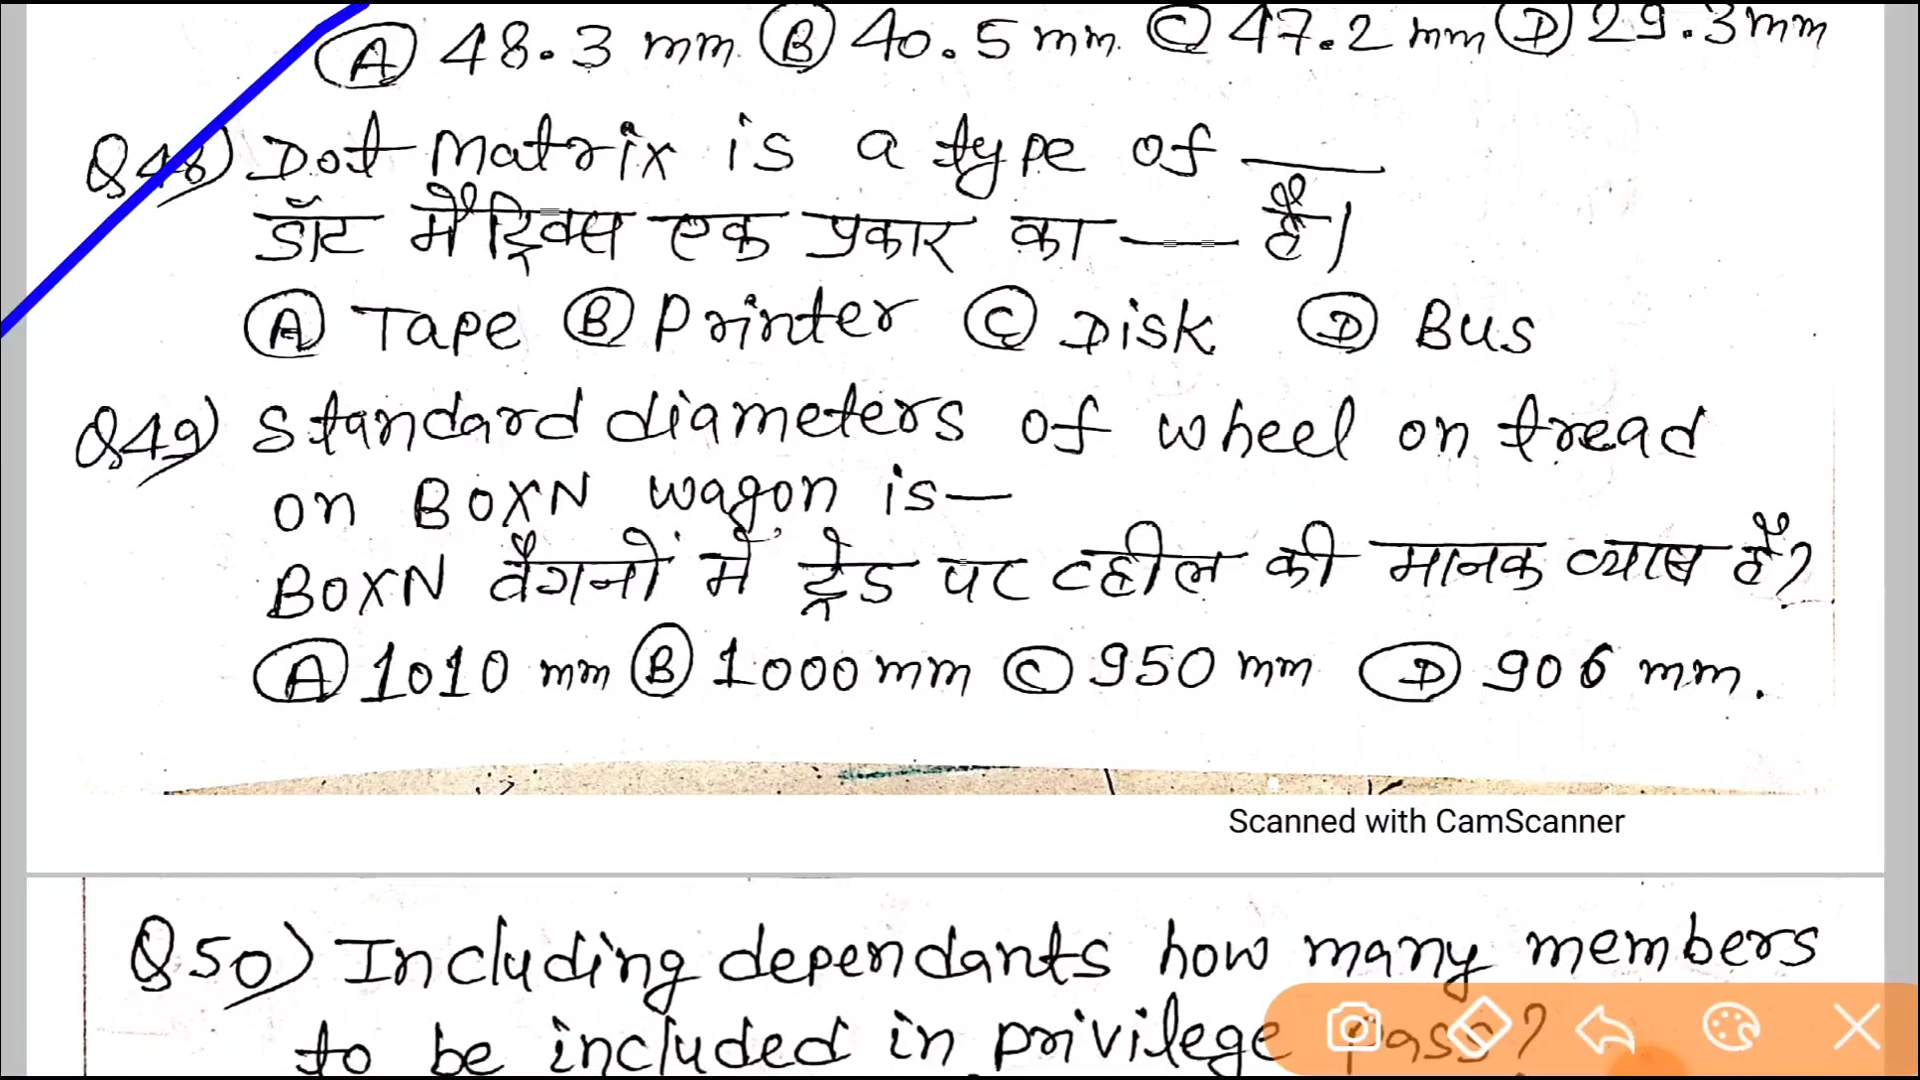 (A) 48.3 mm (B) 40.5 mm. (C) 47.2 mm (D) 29.3 mm
Q48) Dot Matrix is a type of ___
डॉट मैट्रिक्स एक प्रकार का — है।
(A) Tape (B) Printer (C) Disk (D) Bus
Q49) Standard diameters of wheel on tread
on BOXN wagon is—
BOXN वैगनों में ट्रेड पर व्हील की मानक व्यास है?
(A) 1010 mm (B) 1000 mm (C) 950 mm (D) 906 mm.
Scanned with CamScanner
Q50) Including dependants how many members
to be included in privilege pass?